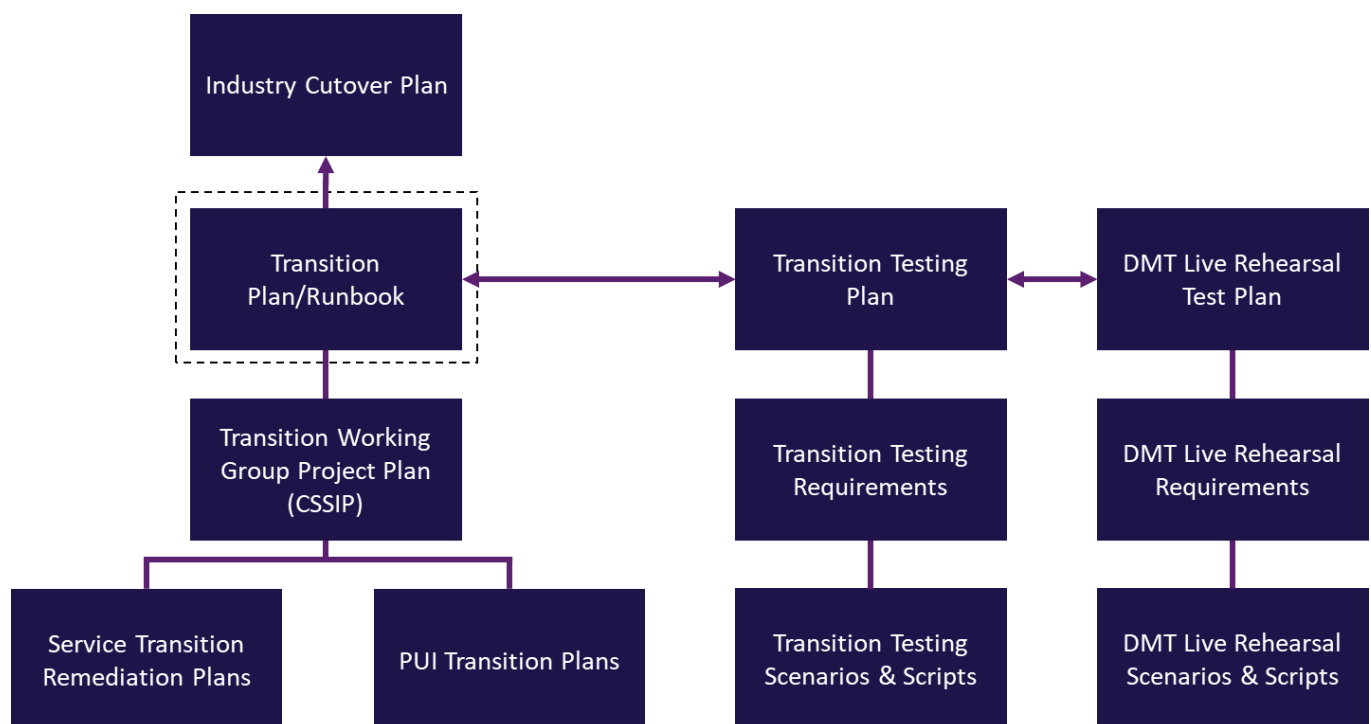 Industry Cutover Plan
Transition
Plan/Runbook
Transition Testing
Plan
DMT Live Rehearsal
Test Plan
Transition Working
Group Project Plan
(CSSIP)
Transition Testing
Requirements
DMT Live Rehearsal
Requirements
Service Transition
Remediation Plans
PUI Transition Plans
Transition Testing
Scenarios & Scripts
DMT Live Rehearsal
Scenarios & Scripts